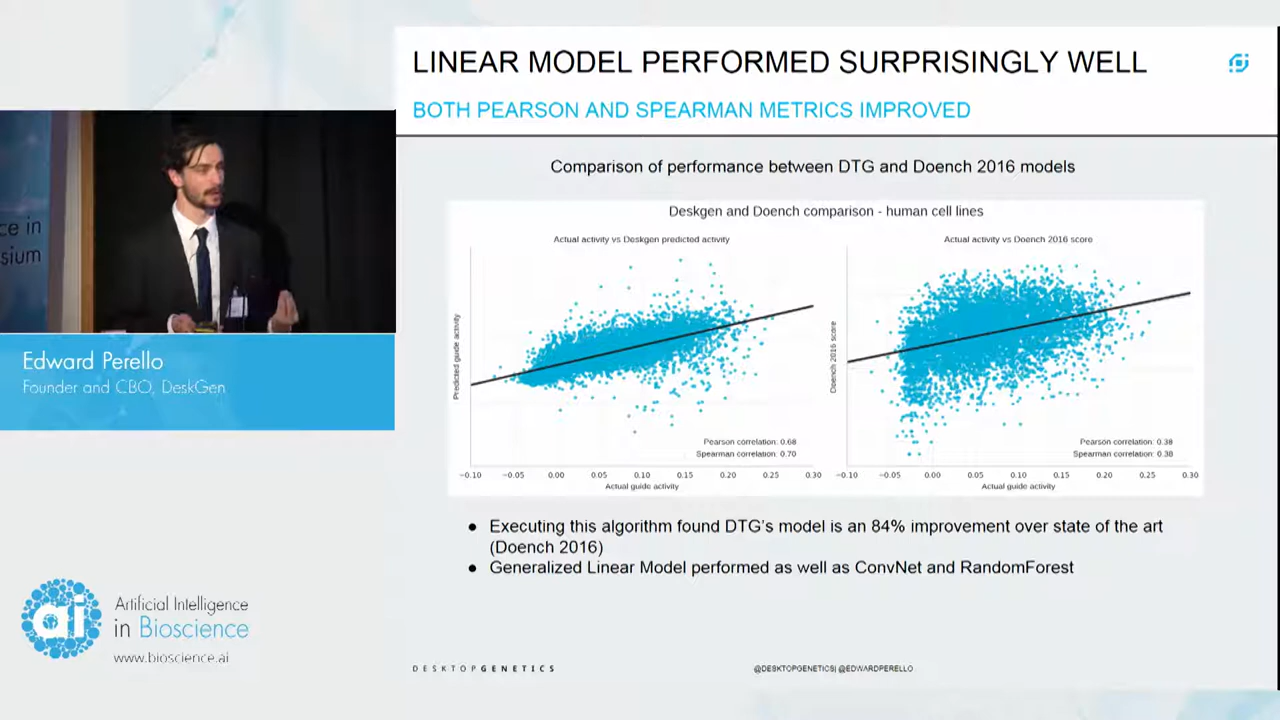 LINEAR MODEL PERFORMED SURPRISINGLY WELL
BOTH PEARSON AND SPEARMAN METRICS IMPROVED
Comparison of performance between DTG and Doench 2016 models
Deskgen and Doench comparison - human cell lines
Actual activity vs Deskgen predicted activity
Predicted guide activity
Pearson correlation: 0.68
Spearman correlation: 0.70
−0.10 −0.05 0.00 0.05 0.10 0.15 0.20 0.25 0.30
Actual guide activity
Actual activity vs Doench 2016 score
Doench 2016 score
Pearson correlation: 0.38
Spearman correlation: 0.38
−0.10 −0.05 0.00 0.05 0.10 0.15 0.20 0.25 0.30
Actual guide activity
● Executing this algorithm found DTG's model is an 84% improvement over state of the art
(Doench 2016)
● Generalized Linear Model performed as well as ConvNet and RandomForest
DESKTOPGENETICS
@DESKTOPGENETICS| @EDWARDPERELLO
ce in
sium
Edward Perello
Founder and CBO, DeskGen
ai
Artificial Intelligence
in Bioscience
www.bioscience.ai